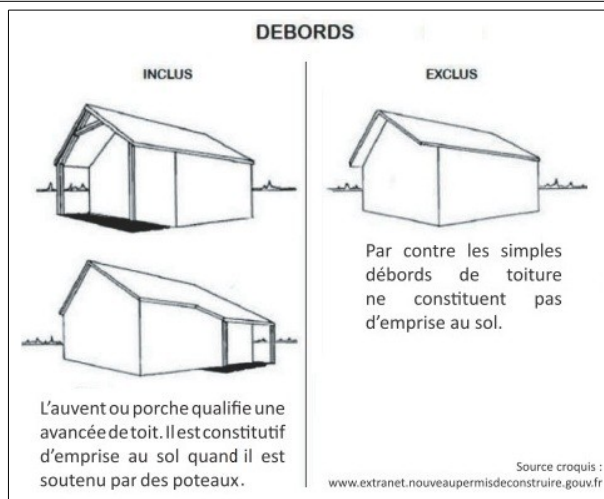 DEBORDS
INCLUS
L'auvent ou porche qualifie une
avancée de toit. Il est constitutif
d'emprise au sol quand il est
soutenu par des poteaux.
EXCLUS
Par contre les simples
débords de toiture
ne constituent pas
d'emprise au sol.
Source croquis :
www.extranet.nouveaupermisdeconstruire.gouv.fr